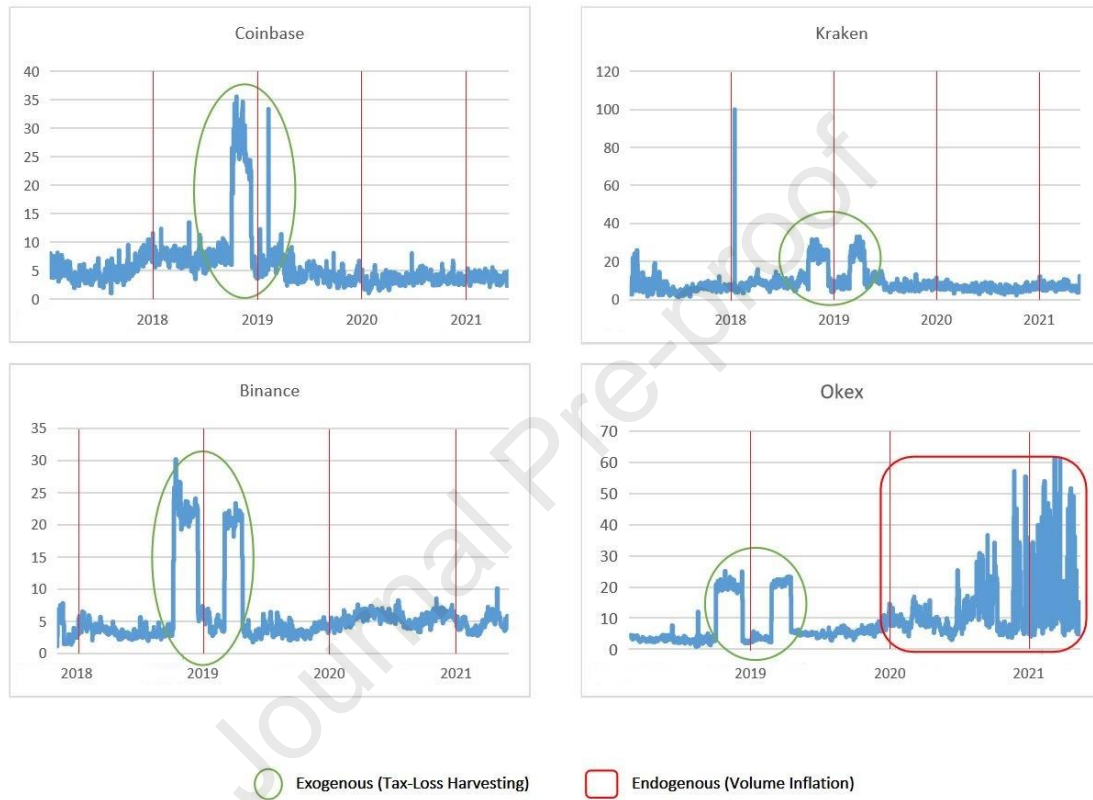 Coinbase
40
35
30
25
20
15
10
5
0
2018 2019 2020 2021
Kraken
120
100
80
60
40
20
0
2018 2019 2020 2021
Binance
35
30
25
20
15
10
5
0
2018 2019 2020 2021
Okex
70
60
50
40
30
20
10
0
2019 2020 2021
Journal Pre-proof
Exogenous (Tax-Loss Harvesting)
Endogenous (Volume Inflation)